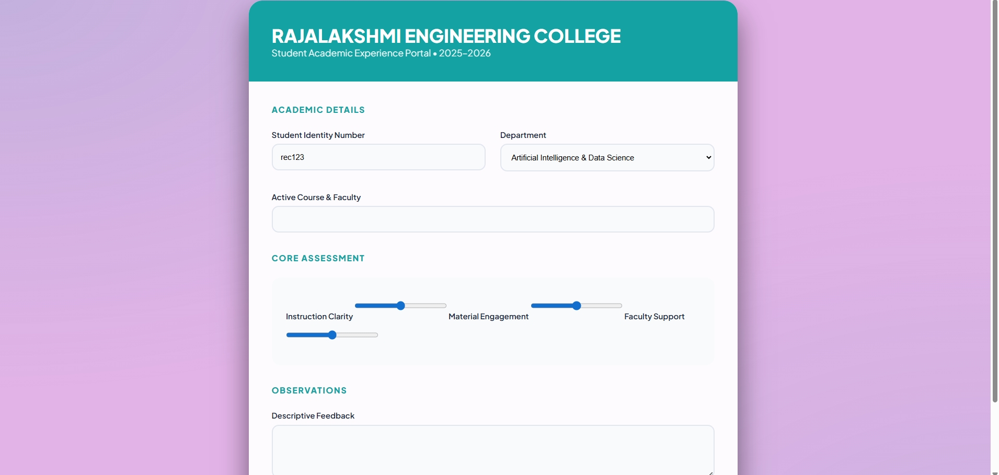 RAJALAKSHMI ENGINEERING COLLEGE
Student Academic Experience Portal • 2025–2026
ACADEMIC DETAILS
Student Identity Number
Department
rec123
Artificial Intelligence & Data Science
Active Course & Faculty
CORE ASSESSMENT
Instruction Clarity
Material Engagement
Faculty Support
OBSERVATIONS
Descriptive Feedback